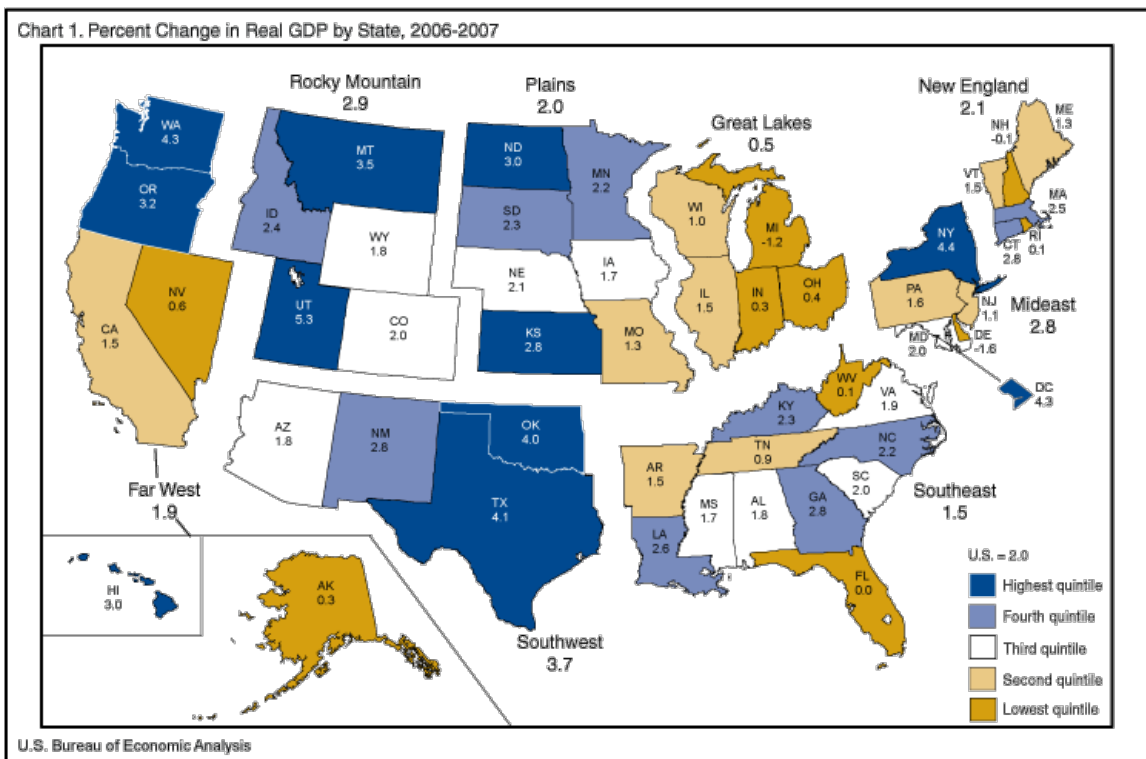 Chart 1. Percent Change in Real GDP by State, 2006-2007
Rocky Mountain
2.9
Plains
2.0
Great Lakes
0.5
New England
2.1
WA
4.3
OR
3.2
CA
1.5
NV
0.6
ID
2.4
MT
3.5
WY
1.8
UT
5.3
CO
2.0
AZ
1.8
NM
2.8
ND
3.0
SD
2.3
NE
2.1
KS
2.8
OK
4.0
TX
4.1
MN
2.2
IA
1.7
MO
1.3
AR
1.5
LA
2.6
WI
1.0
IL
1.5
MI
-1.2
IN
0.3
OH
0.4
KY
2.3
TN
0.9
MS
1.7
AL
1.8
GA
2.8
FL
0.0
SC
2.0
NC
2.2
VA
1.9
WV
0.1
ME
1.3
NH
-0.1
VT
1.5
MA
2.5
RI
0.1
CT
2.8
NY
4.4
PA
1.6
NJ
1.1
DE
-1.6
MD
2.0
DC
4.3
Mideast
2.8
Far West
1.9
HI
3.0
AK
0.3
Southwest
3.7
Southeast
1.5
U.S. = 2.0
Highest quintile
Fourth quintile
Third quintile
Second quintile
Lowest quintile
U.S. Bureau of Economic Analysis